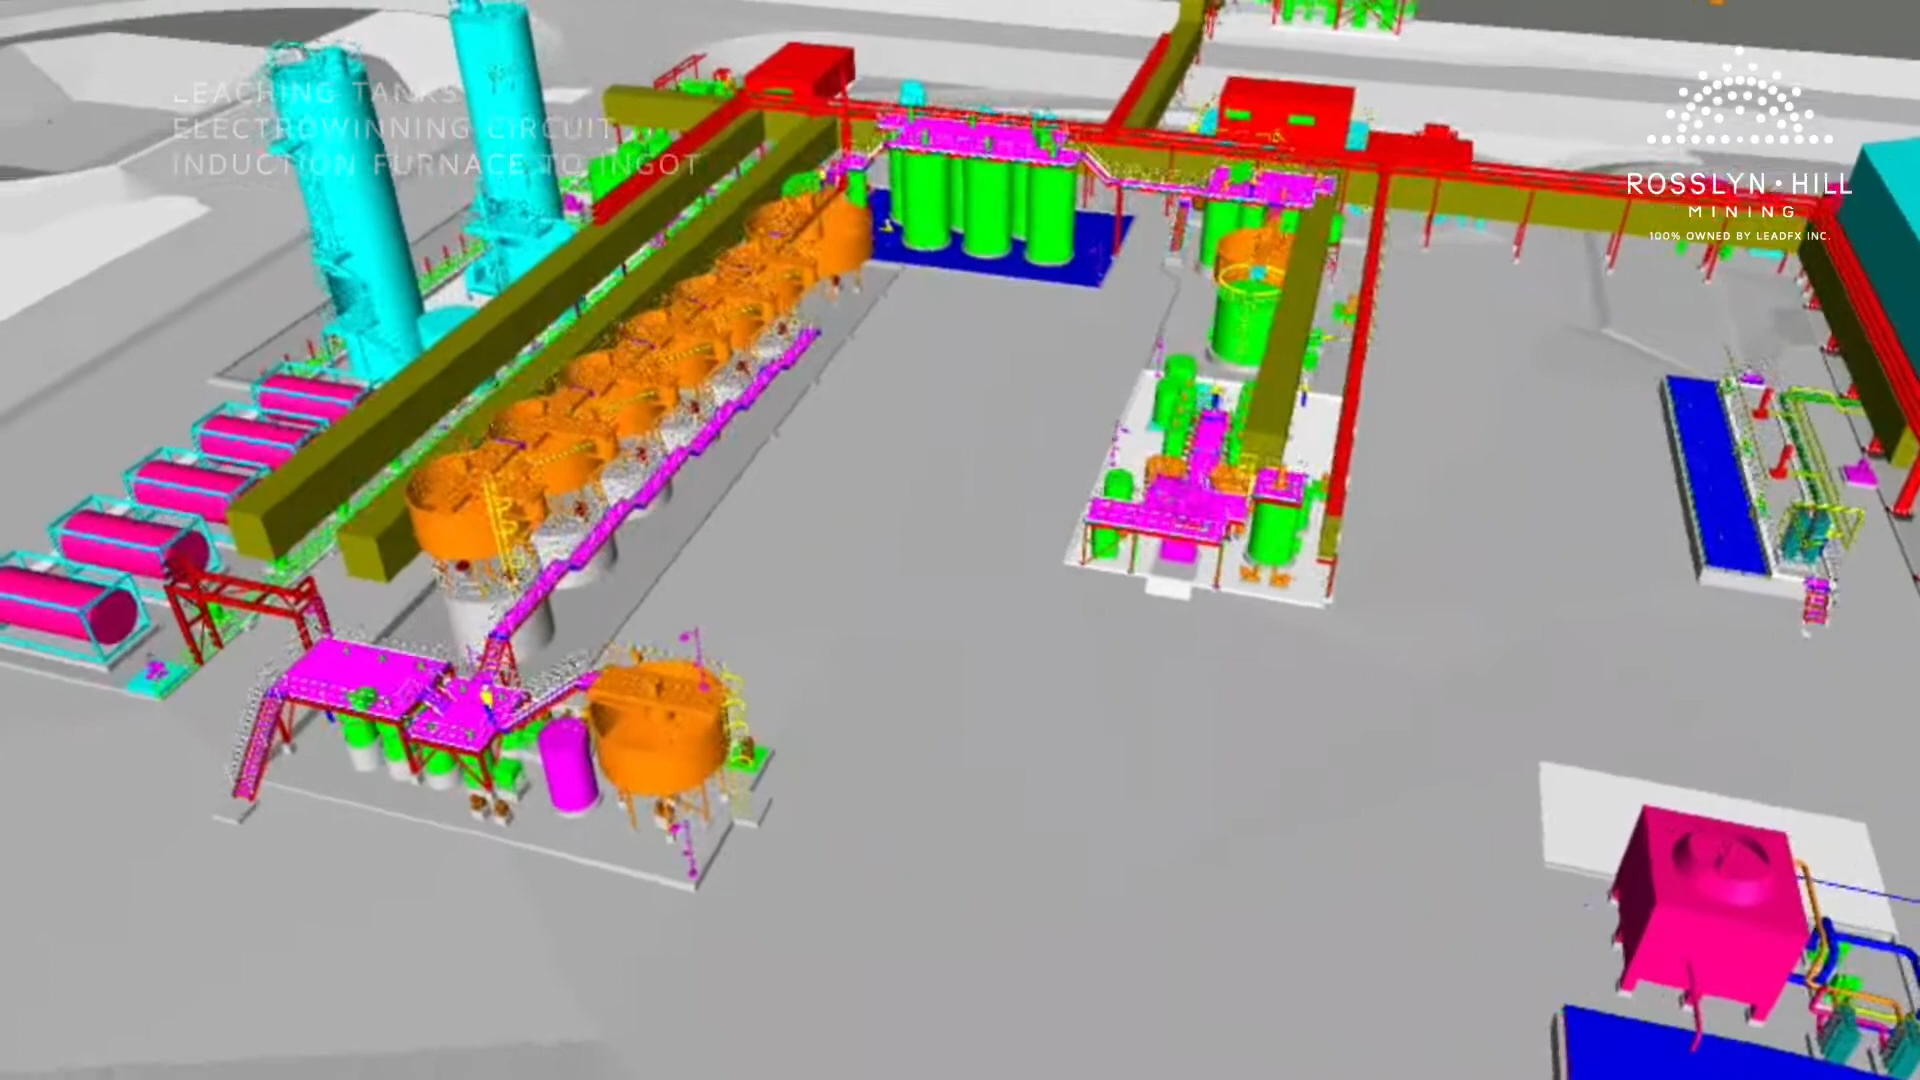 LEACHING TANKS
ELECTROWINNING CIRCUIT
INDUCTION FURNACE TO INGOT
ROSSLYN • HILL
MINING
100% OWNED BY LEADFX INC.